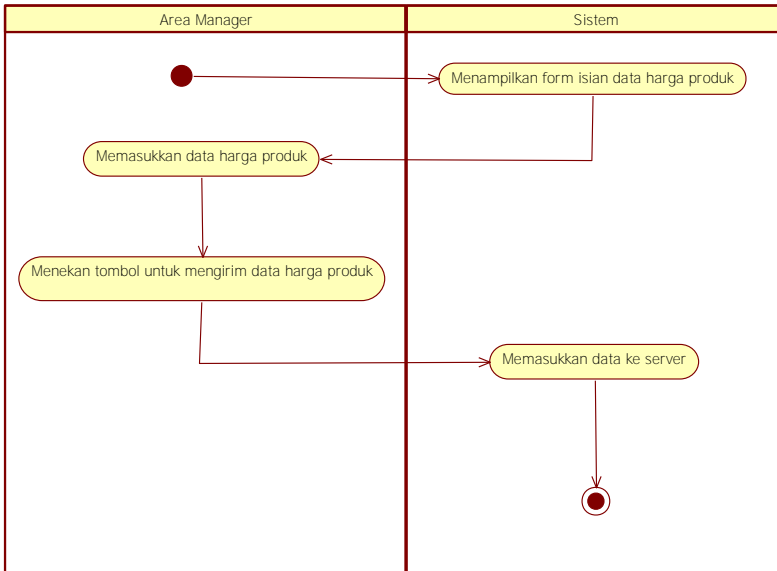 Area Manager
Sistem
Menampilkan form isian data harga produk
Memasukkan data harga produk
Menekan tombol untuk mengirim data harga produk
Memasukkan data ke server